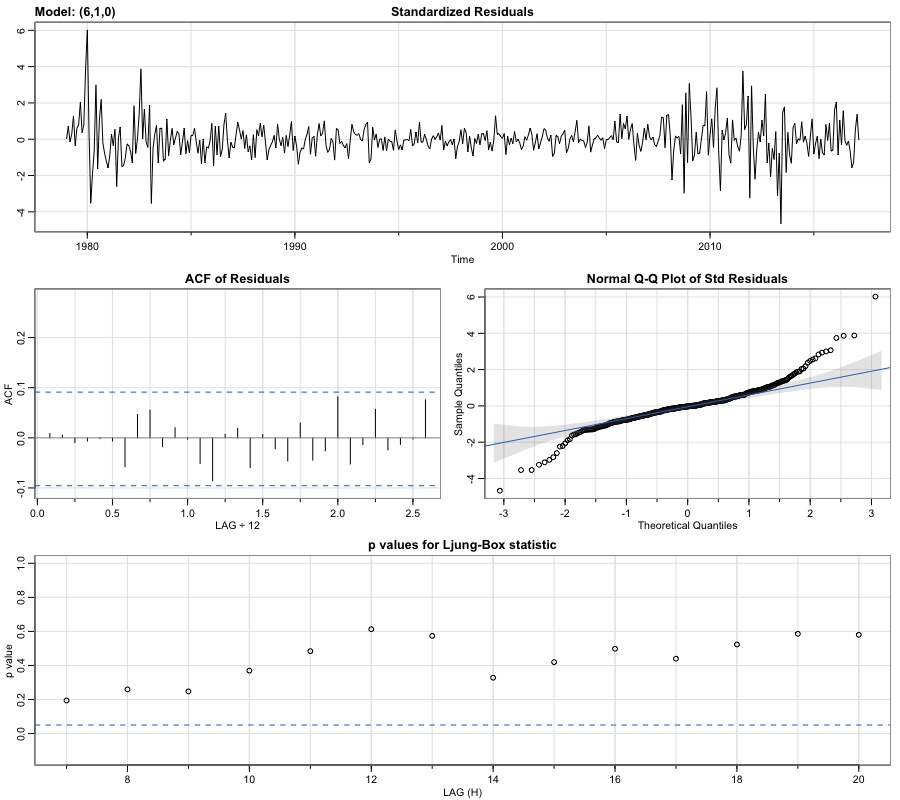 Model: (6,1,0) Standardized Residuals
6
4
2
0
-2
-4
1980 1990 2000 2010
Time
ACF of Residuals
ACF
0.2
0.1
0.0
-0.1
0.0 0.5 1.0 1.5 2.0 2.5
LAG ÷ 12
Normal Q-Q Plot of Std Residuals
Sample Quantiles
6
4
2
0
-2
-4
-3 -2 -1 0 1 2 3
Theoretical Quantiles
p values for Ljung-Box statistic
p value
1.0
0.8
0.6
0.4
0.2
0.0
8 10 12 14 16 18 20
LAG (H)